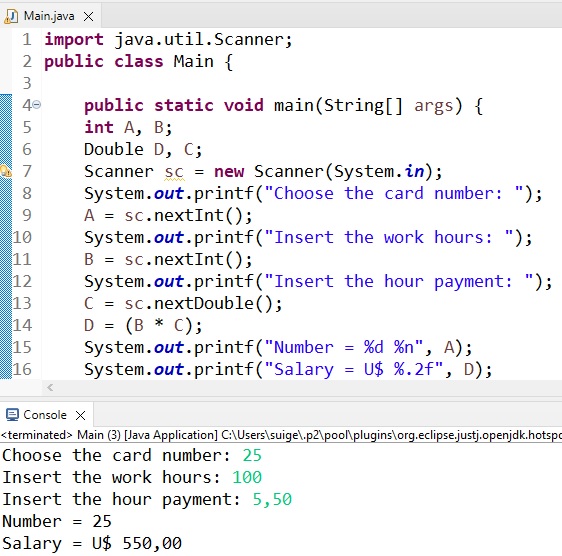 Main.java
1 import java.util.Scanner;
2 public class Main {
3
4 public static void main(String[] args) {
5 int A, B;
6 Double D, C;
7 Scanner sc = new Scanner(System.in);
8 System.out.printf("Choose the card number: ");
9 A = sc.nextInt();
10 System.out.printf("Insert the work hours: ");
11 B = sc.nextInt();
12 System.out.printf("Insert the hour payment: ");
13 C = sc.nextDouble();
14 D = (B * C);
15 System.out.printf("Number = %d %n", A);
16 System.out.printf("Salary = U$ %.2f", D);
Console
<terminated> Main (3) [Java Application] C:\Users\suige\.p2\pool\plugins\org.eclipse.justj.openjdk.hotspo
Choose the card number: 25
Insert the work hours: 100
Insert the hour payment: 5,50
Number = 25
Salary = U$ 550,00